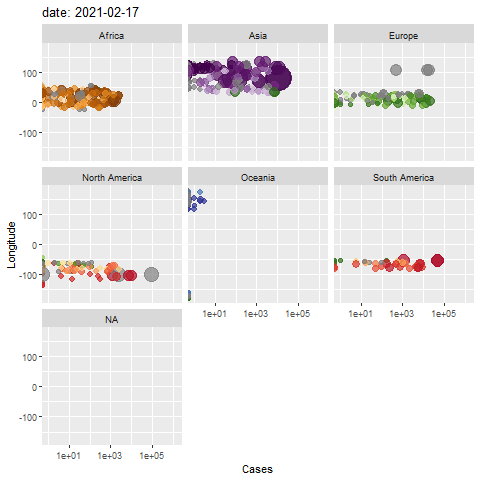 date: 2021-02-17
Africa
Asia
Europe
100
0
-100
North America
Oceania
South America
100
0
-100
Longitude
1e+01
1e+03
1e+05
1e+01
1e+03
1e+05
NA
100
0
-100
1e+01
1e+03
1e+05
Cases